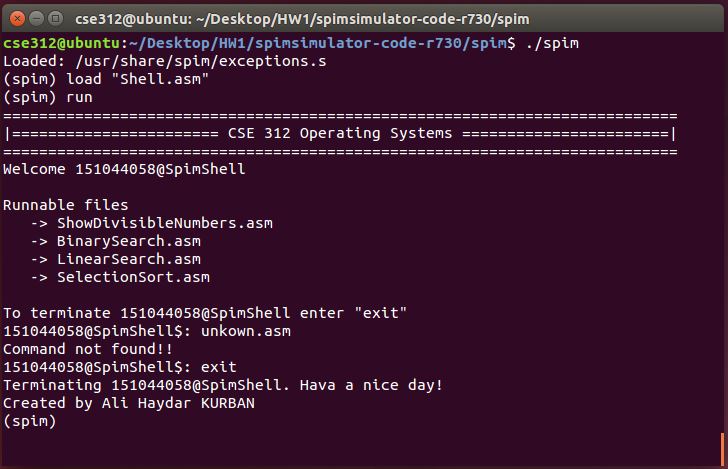 cse312@ubuntu: ~/Desktop/HW1/spimsimulator-code-r730/spim
cse312@ubuntu:~/Desktop/HW1/spimsimulator-code-r730/spim$ ./spim
Loaded: /usr/share/spim/exceptions.s
(spim) load "Shell.asm"
(spim) run
===========================================================================
|======================= CSE 312 Operating Systems =======================|
===========================================================================
Welcome 151044058@SpimShell

Runnable files
   -> ShowDivisibleNumbers.asm
   -> BinarySearch.asm
   -> LinearSearch.asm
   -> SelectionSort.asm

To terminate 151044058@SpimShell enter "exit"
151044058@SpimShell$: unkown.asm
Command not found!!
151044058@SpimShell$: exit
Terminating 151044058@SpimShell. Hava a nice day!
Created by Ali Haydar KURBAN
(spim)